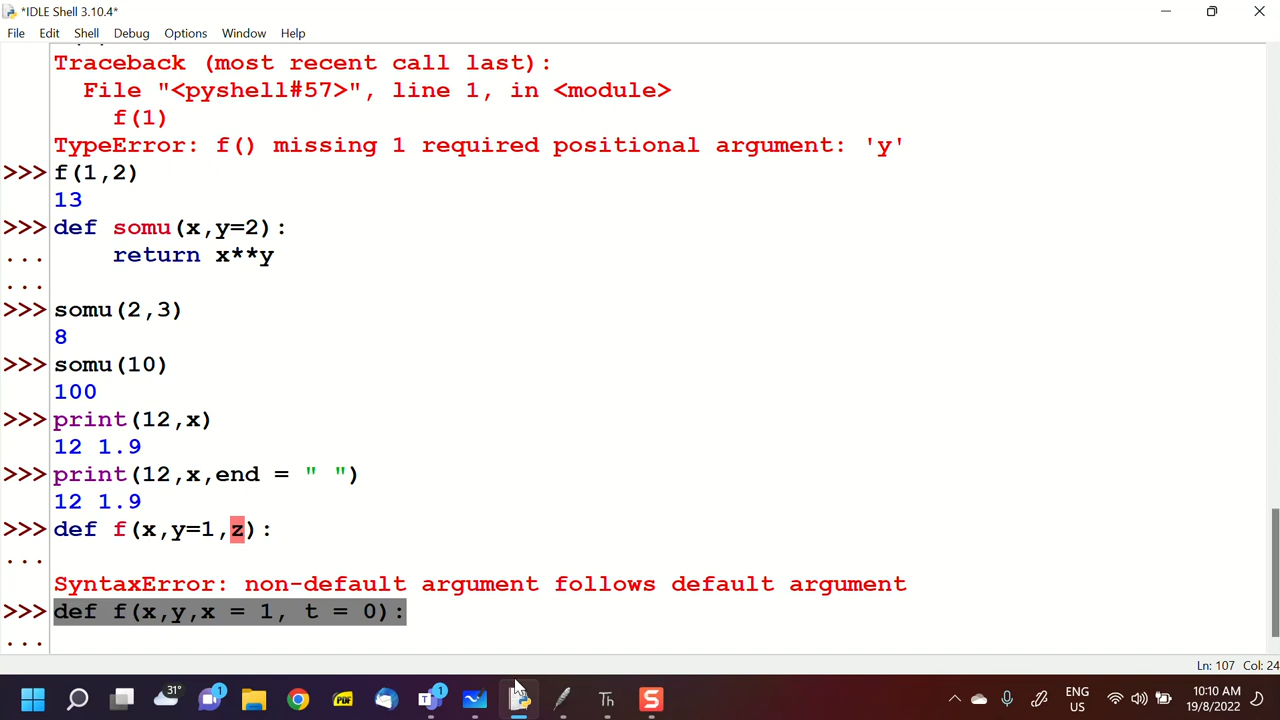 *IDLE Shell 3.10.4*
File Edit Shell Debug Options Window Help
Traceback (most recent call last):
File "<pyshell#57>", line 1, in <module>
f(1)
TypeError: f() missing 1 required positional argument: 'y'
>>> f(1,2)
13
>>> def somu(x,y=2):
... return x**y
...
>>> somu(2,3)
8
>>> somu(10)
100
>>> print(12,x)
12 1.9
>>> print(12,x,end = " ")
12 1.9
>>> def f(x,y=1,z):
...
SyntaxError: non-default argument follows default argument
>>> def f(x,y,x = 1, t = 0):
...
Ln: 107 Col: 24
31°
1
PDF
1
Th
S
ENG
US
10:10 AM
19/8/2022